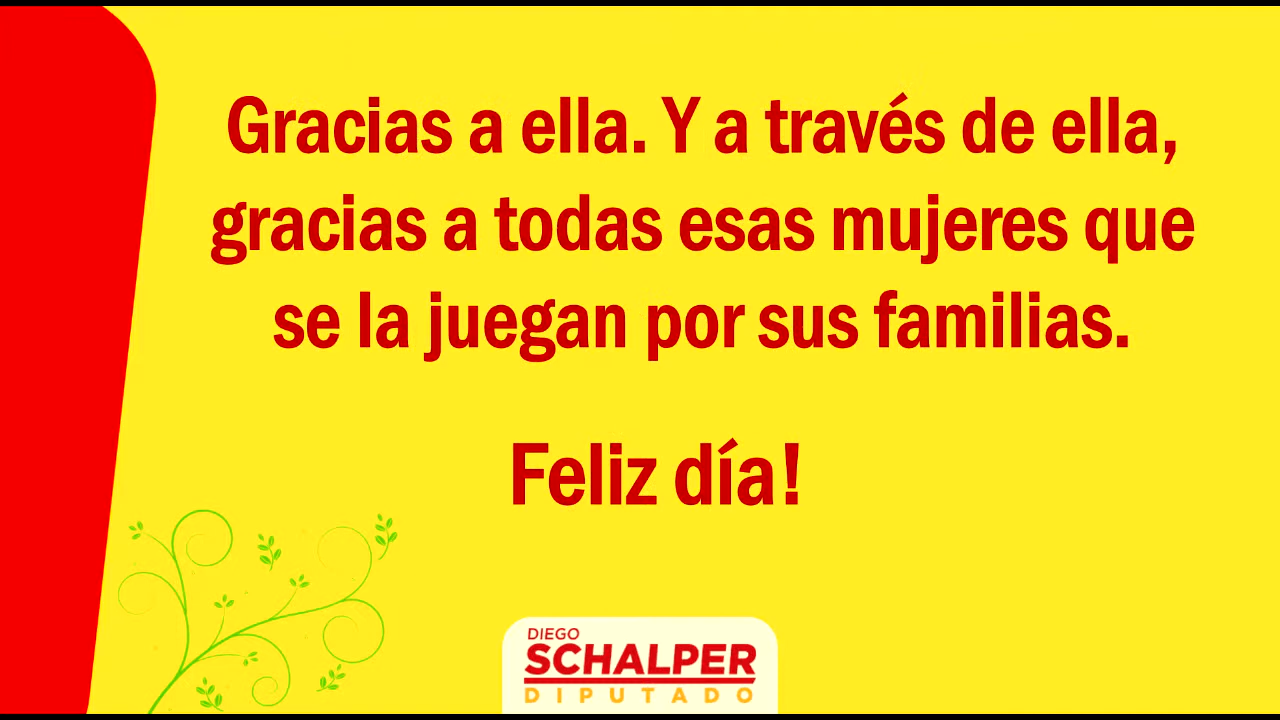 Gracias a ella. Y a través de ella,
gracias a todas esas mujeres que
se la juegan por sus familias.
Feliz día!
DIEGO
SCHALPER
DIPUTADO